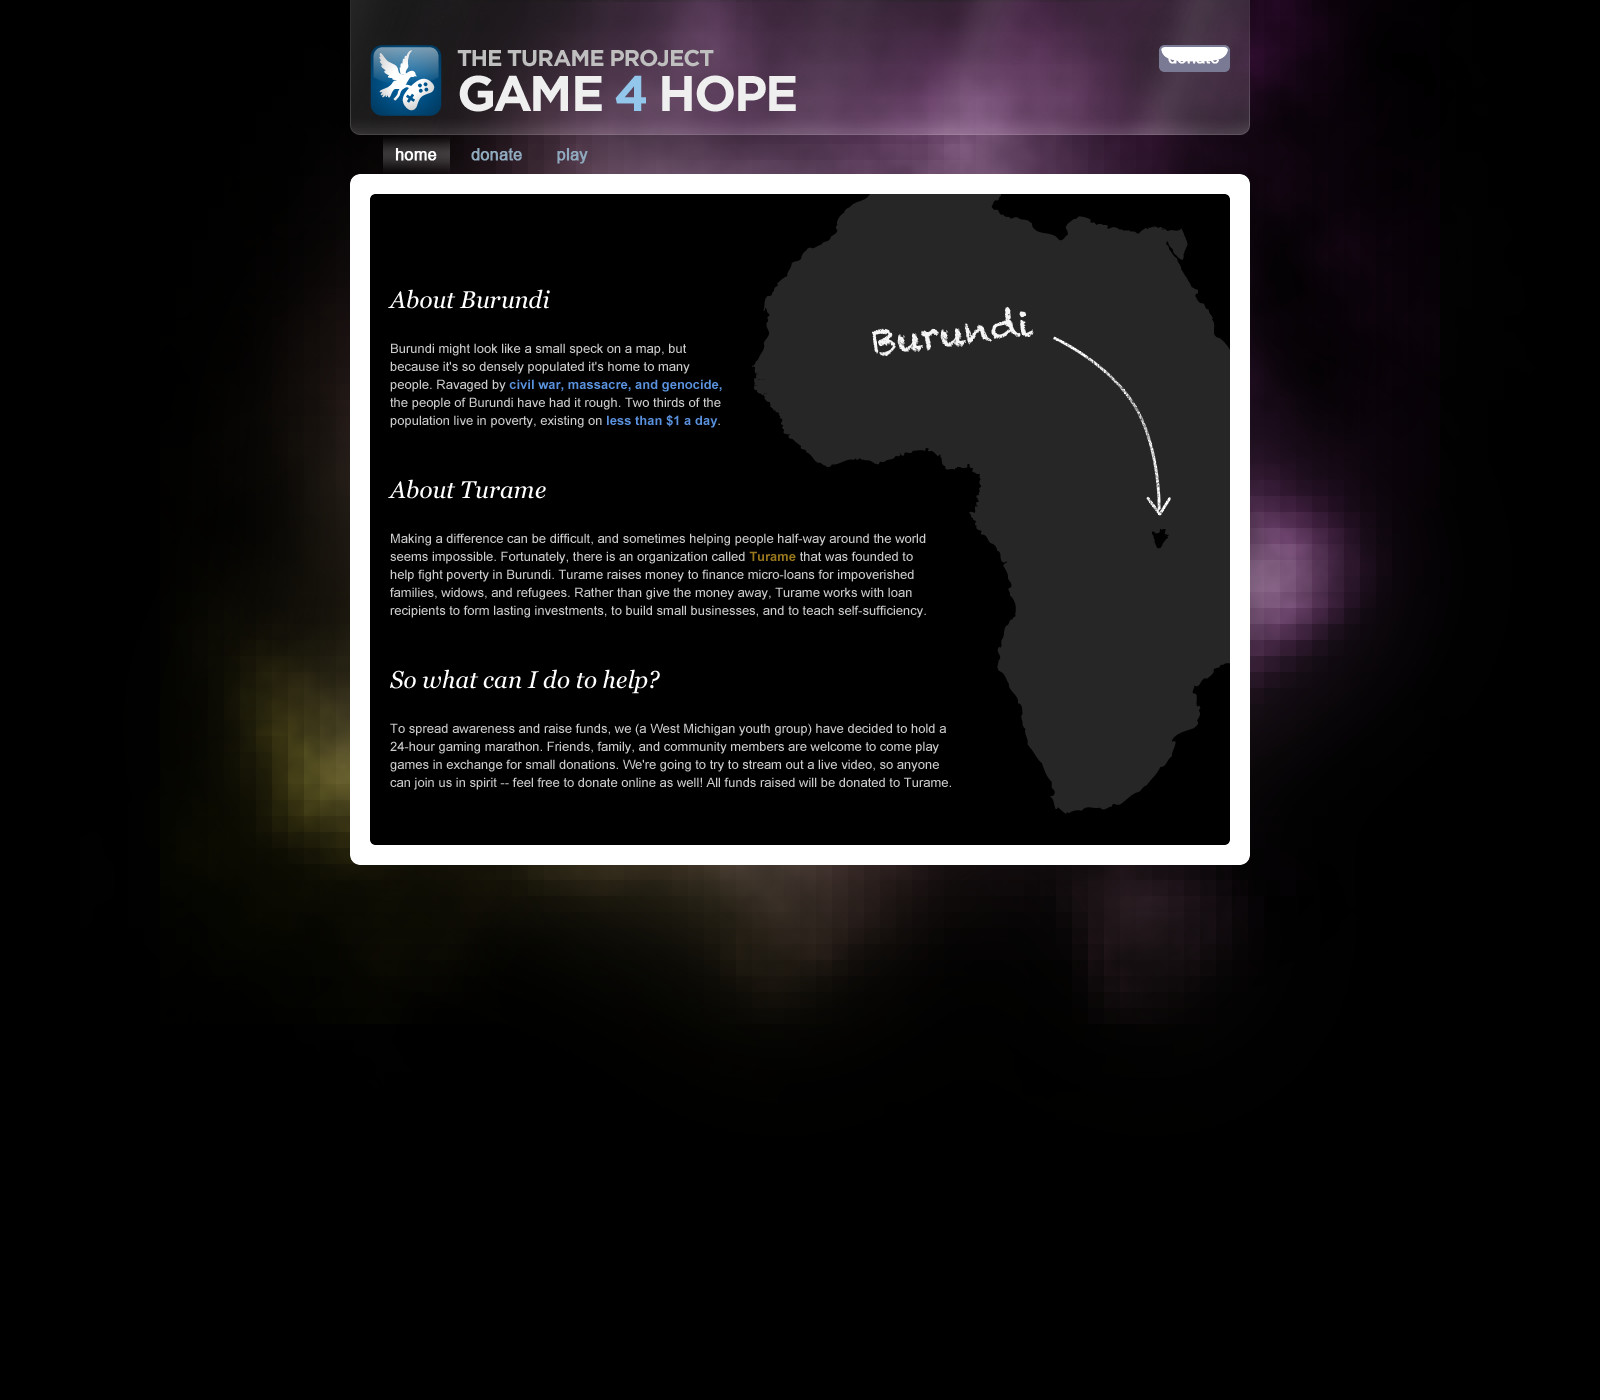 THE TURAME PROJECT
GAME 4 HOPE
donate
home donate play
Burundi
About Burundi
Burundi might look like a small speck on a map, but
because it's so densely populated it's home to many
people. Ravaged by civil war, massacre, and genocide,
the people of Burundi have had it rough. Two thirds of the
population live in poverty, existing on less than $1 a day.
About Turame
Making a difference can be difficult, and sometimes helping people half-way around the world
seems impossible. Fortunately, there is an organization called Turame that was founded to
help fight poverty in Burundi. Turame raises money to finance micro-loans for impoverished
families, widows, and refugees. Rather than give the money away, Turame works with loan
recipients to form lasting investments, to build small businesses, and to teach self-sufficiency.
So what can I do to help?
To spread awareness and raise funds, we (a West Michigan youth group) have decided to hold a
24-hour gaming marathon. Friends, family, and community members are welcome to come play
games in exchange for small donations. We're going to try to stream out a live video, so anyone
can join us in spirit -- feel free to donate online as well! All funds raised will be donated to Turame.